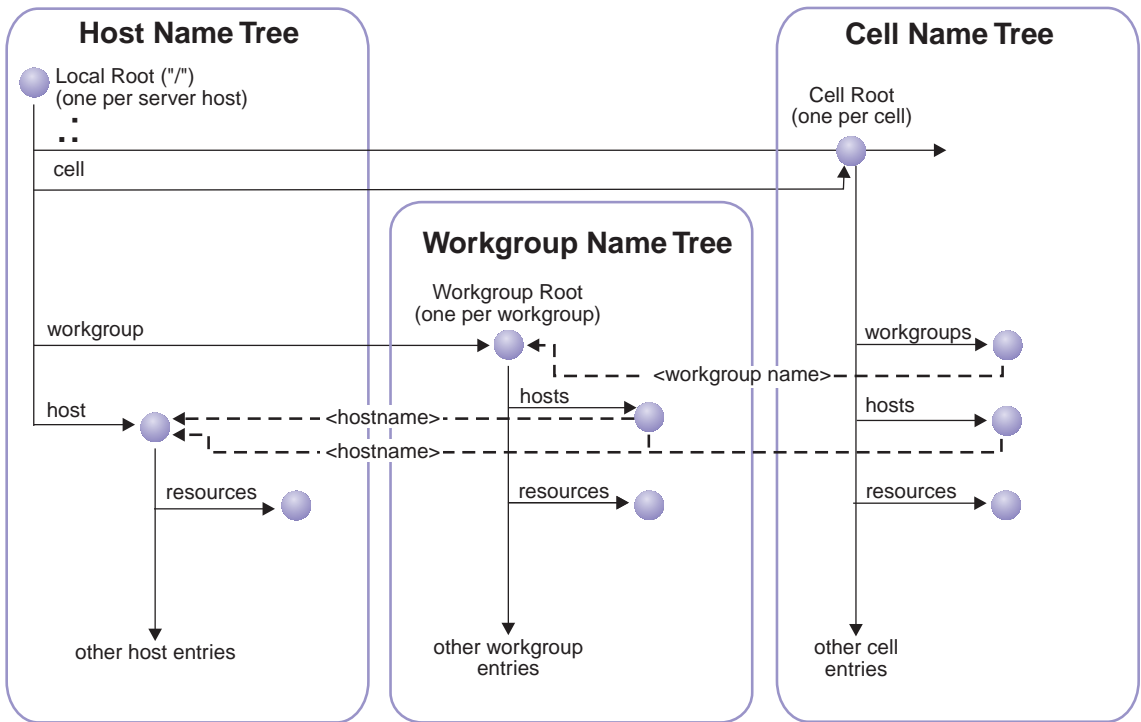 Host Name Tree
Local Root ("/")
(one per server host)
.:
cell
workgroup
host
<hostname>
<hostname>
resources
other host entries
Workgroup Name Tree
Workgroup Root
(one per workgroup)
hosts
resources
other workgroup
entries
Cell Name Tree
Cell Root
(one per cell)
workgroups
<workgroup name>
hosts
resources
other cell
entries